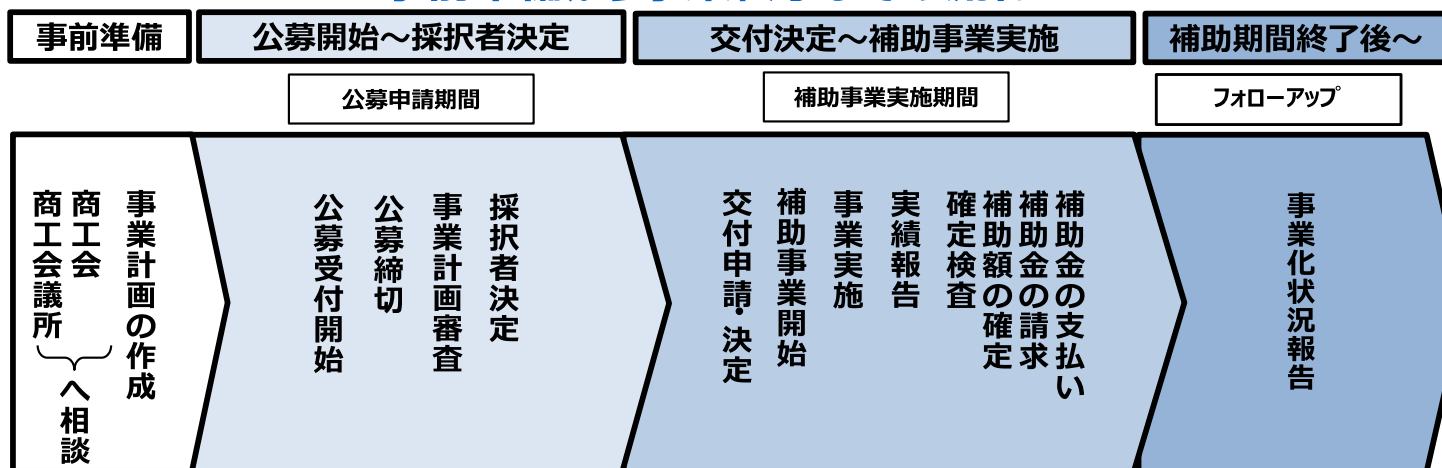 事前準備
公募開始～採択者決定
交付決定～補助事業実施
補助期間終了後～
公募申請期間
補助事業実施期間
フォローアップ
商工会議所
商工会
へ相談
事業計画の作成
公募受付開始
公募締切
事業計画審査
採択者決定
交付申請・決定
補助事業開始
事業実施
実績報告
確定検査
補助額の確定
補助金の請求
補助金の支払い
事業化状況報告